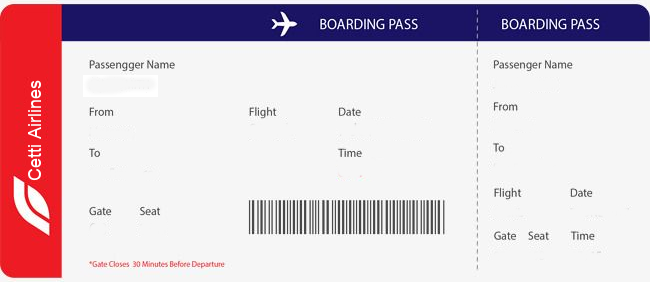 Cetti Airlines
BOARDING PASS
Passengger Name
From
Flight
Date
To
Time
Gate
Seat
*Gate Closes 30 Minutes Before Departure
BOARDING PASS
Passenger Name
From
To
Flight
Date
Gate
Seat
Time